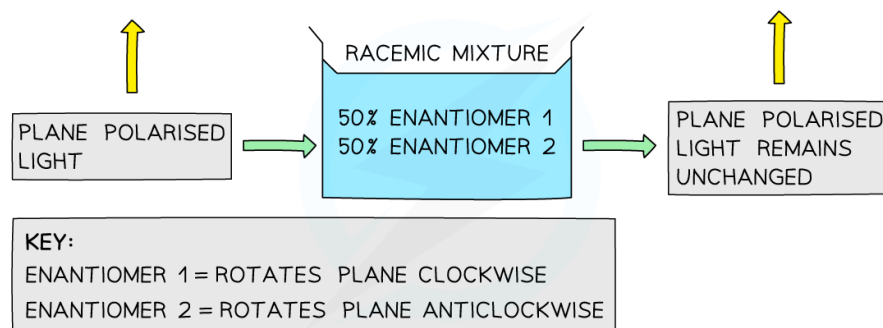 RACEMIC MIXTURE
PLANE POLARISED
LIGHT
50% ENANTIOMER 1
50% ENANTIOMER 2
PLANE POLARISED
LIGHT REMAINS
UNCHANGED
KEY:
ENANTIOMER 1 = ROTATES PLANE CLOCKWISE
ENANTIOMER 2 = ROTATES PLANE ANTICLOCKWISE